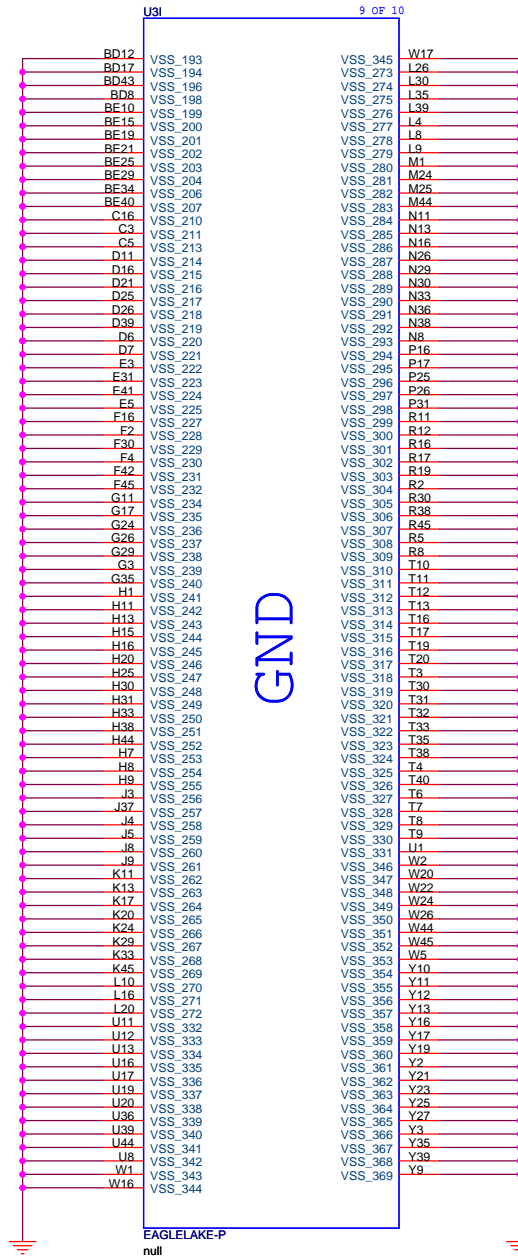 U3I 9 OF 10
BD12 VSS_193 VSS_345 W17
BD17 VSS_194 VSS_273 L26
BD43 VSS_196 VSS_274 L30
BD8 VSS_198 VSS_275 L35
BE10 VSS_199 VSS_276 L39
BE15 VSS_200 VSS_277 L4
BE19 VSS_201 VSS_278 L8
BE21 VSS_202 VSS_279 L9
BE25 VSS_203 VSS_280 M1
BE29 VSS_204 VSS_281 M24
BE34 VSS_206 VSS_282 M25
BE40 VSS_207 VSS_283 M44
C16 VSS_210 VSS_284 N11
C3 VSS_211 VSS_285 N13
C5 VSS_213 VSS_286 N16
D11 VSS_214 VSS_287 N26
D16 VSS_215 VSS_288 N29
D21 VSS_216 VSS_289 N30
D25 VSS_217 VSS_290 N33
D26 VSS_218 VSS_291 N36
D39 VSS_219 VSS_292 N38
D6 VSS_220 VSS_293 N8
D7 VSS_221 VSS_294 P16
E3 VSS_222 VSS_295 P17
E31 VSS_223 VSS_296 P25
E41 VSS_224 VSS_297 P26
E5 VSS_225 VSS_298 P31
F16 VSS_227 VSS_299 R11
F2 VSS_228 VSS_300 R12
F30 VSS_229 VSS_301 R16
F4 VSS_230 VSS_302 R17
F42 VSS_231 VSS_303 R19
F45 VSS_232 VSS_304 R2
G11 VSS_234 VSS_305 R30
G17 VSS_235 VSS_306 R38
G24 VSS_236 VSS_307 R45
G26 VSS_237 VSS_308 R5
G29 VSS_238 VSS_309 R8
G3 VSS_239 VSS_310 T10
G35 VSS_240 VSS_311 T11
H1 VSS_241 VSS_312 T12
H11 VSS_242 VSS_313 T13
H13 VSS_243 VSS_314 T16
H15 VSS_244 VSS_315 T17
H16 VSS_245 VSS_316 T19
H20 VSS_246 VSS_317 T20
H25 VSS_247 VSS_318 T3
H30 VSS_248 VSS_319 T30
H31 VSS_249 VSS_320 T31
H33 VSS_250 VSS_321 T32
H38 VSS_251 VSS_322 T33
H44 VSS_252 VSS_323 T35
H7 VSS_253 VSS_324 T38
H8 VSS_254 VSS_325 T4
H9 VSS_255 VSS_326 T40
J3 VSS_256 VSS_327 T6
J37 VSS_257 VSS_328 T7
J4 VSS_258 VSS_329 T8
J5 VSS_259 VSS_330 T9
J8 VSS_260 VSS_331 U1
J9 VSS_261 VSS_346 W2
K11 VSS_262 VSS_347 W20
K13 VSS_263 VSS_348 W22
K17 VSS_264 VSS_349 W24
K20 VSS_265 VSS_350 W26
K24 VSS_266 VSS_351 W44
K29 VSS_267 VSS_352 W45
K33 VSS_268 VSS_353 W5
K45 VSS_269 VSS_354 Y10
L10 VSS_270 VSS_355 Y11
L16 VSS_271 VSS_356 Y12
L20 VSS_272 VSS_357 Y13
U11 VSS_332 VSS_358 Y16
U12 VSS_333 VSS_359 Y17
U13 VSS_334 VSS_360 Y19
U16 VSS_335 VSS_361 Y2
U17 VSS_336 VSS_362 Y21
U19 VSS_337 VSS_363 Y23
U20 VSS_338 VSS_364 Y25
U36 VSS_339 VSS_365 Y27
U39 VSS_340 VSS_366 Y3
U44 VSS_341 VSS_367 Y35
U8 VSS_342 VSS_368 Y39
W1 VSS_343 VSS_369 Y9
W16 VSS_344
GND
EAGLELAKE-P
null